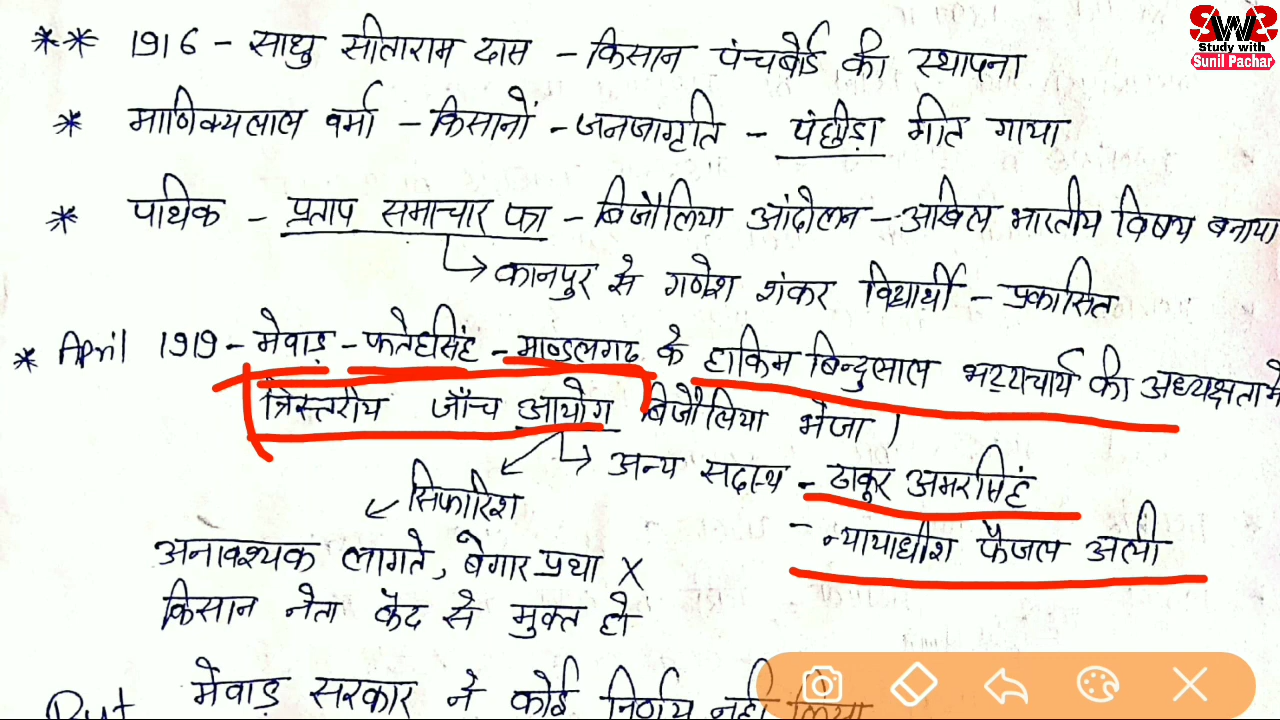 SWS
Study with
Sunil Pachar
** 1916 - साधु सीताराम दास - किसान पंचबोर्ड की स्थापना
* माणिक्यलाल वर्मा - किसानों - जनजागृति - पंछीड़ा गीत गाया
* पथिक - प्रताप समाचार पत्र - बिजौलिया आंदोलन - अखिल भारतीय विषय बनाया
कानपुर से गणेश शंकर विद्यार्थी - प्रकासित
* April 1919 - मेवाड़ - फतेहसिंह - माण्डलगढ के हाकिम बिन्दुलाल भट्टाचार्य की अध्यक्षता में
त्रिस्तरीय जाँच आयोग बिजौलिया भेजा।
अन्य सदस्य - ठाकुर अमरसिंह
सिफारिश
- न्यायाधीश फैजल अली
अनावश्यक लागते, बेगार प्रथा X
किसान नेता कैद से मुक्त हो
But मेवाड़ सरकार ने कोई निर्णय नहीं लिया